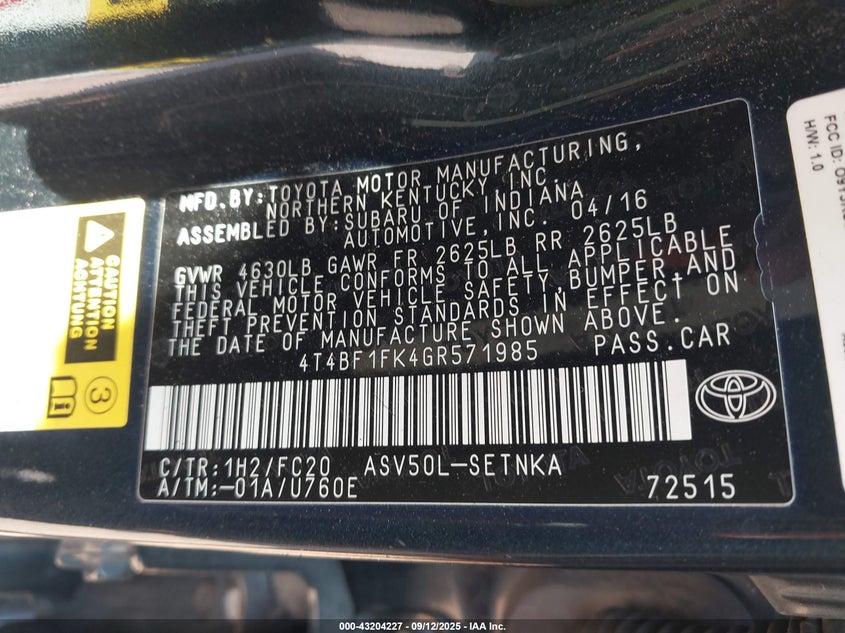 MFD.BY:TOYOTA MOTOR MANUFACTURING,
NORTHERN KENTUCKY INC.
ASSEMBLED BY:SUBARU OF INDIANA
AUTOMOTIVE,INC. 04/16
GVWR 4630LB GAWR FR 2625LB RR 2625LB
THIS VEHICLE CONFORMS TO ALL APPLICABLE
FEDERAL MOTOR VEHICLE SAFETY,BUMPER,AND
THEFT PREVENTION STANDARDS IN EFFECT ON
THE DATE OF MANUFACTURE SHOWN ABOVE.
4T4BF1FK4GR571985 PASS.CAR
C/TR:1H2/FC20 ASV50L-SETNKA
A/TM:-01A/U760E 72515
CAUTION
ATTENTION
ACHTUNG
3
FCC ID:
H/W: 1.0
000-43204227 - 09/12/2025 - IAA Inc.